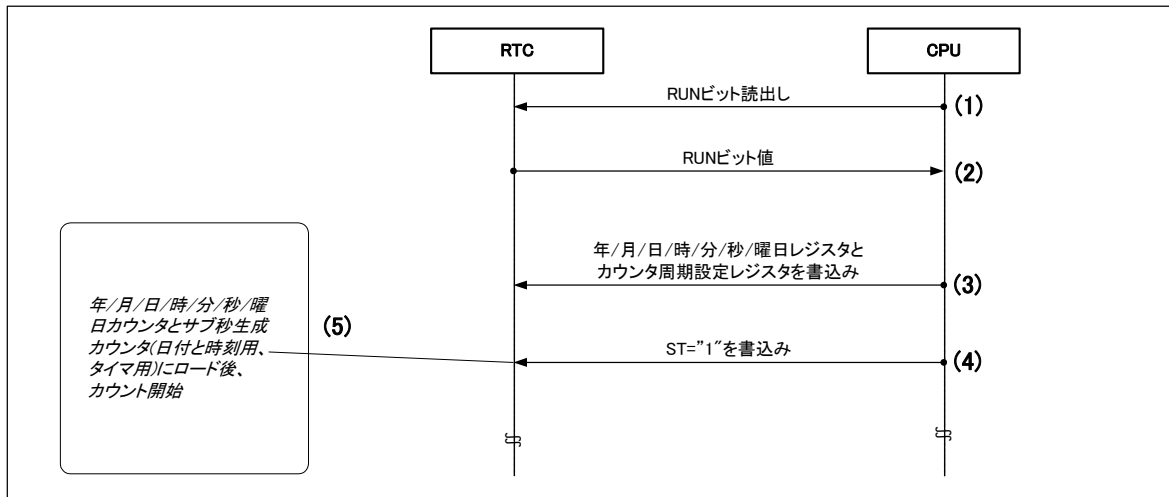 RTC
CPU
RUNビット読出し
(1)
RUNビット値
(2)
年/月/日/時/分/秒/曜日レジスタと
カウンタ周期設定レジスタを書込み
(3)
年/月/日/時/分/秒/曜
日カウンタとサブ秒生成
カウンタ(日付と時刻用、
タイマ用)にロード後、
カウント開始
(5)
ST="1"を書込み
(4)